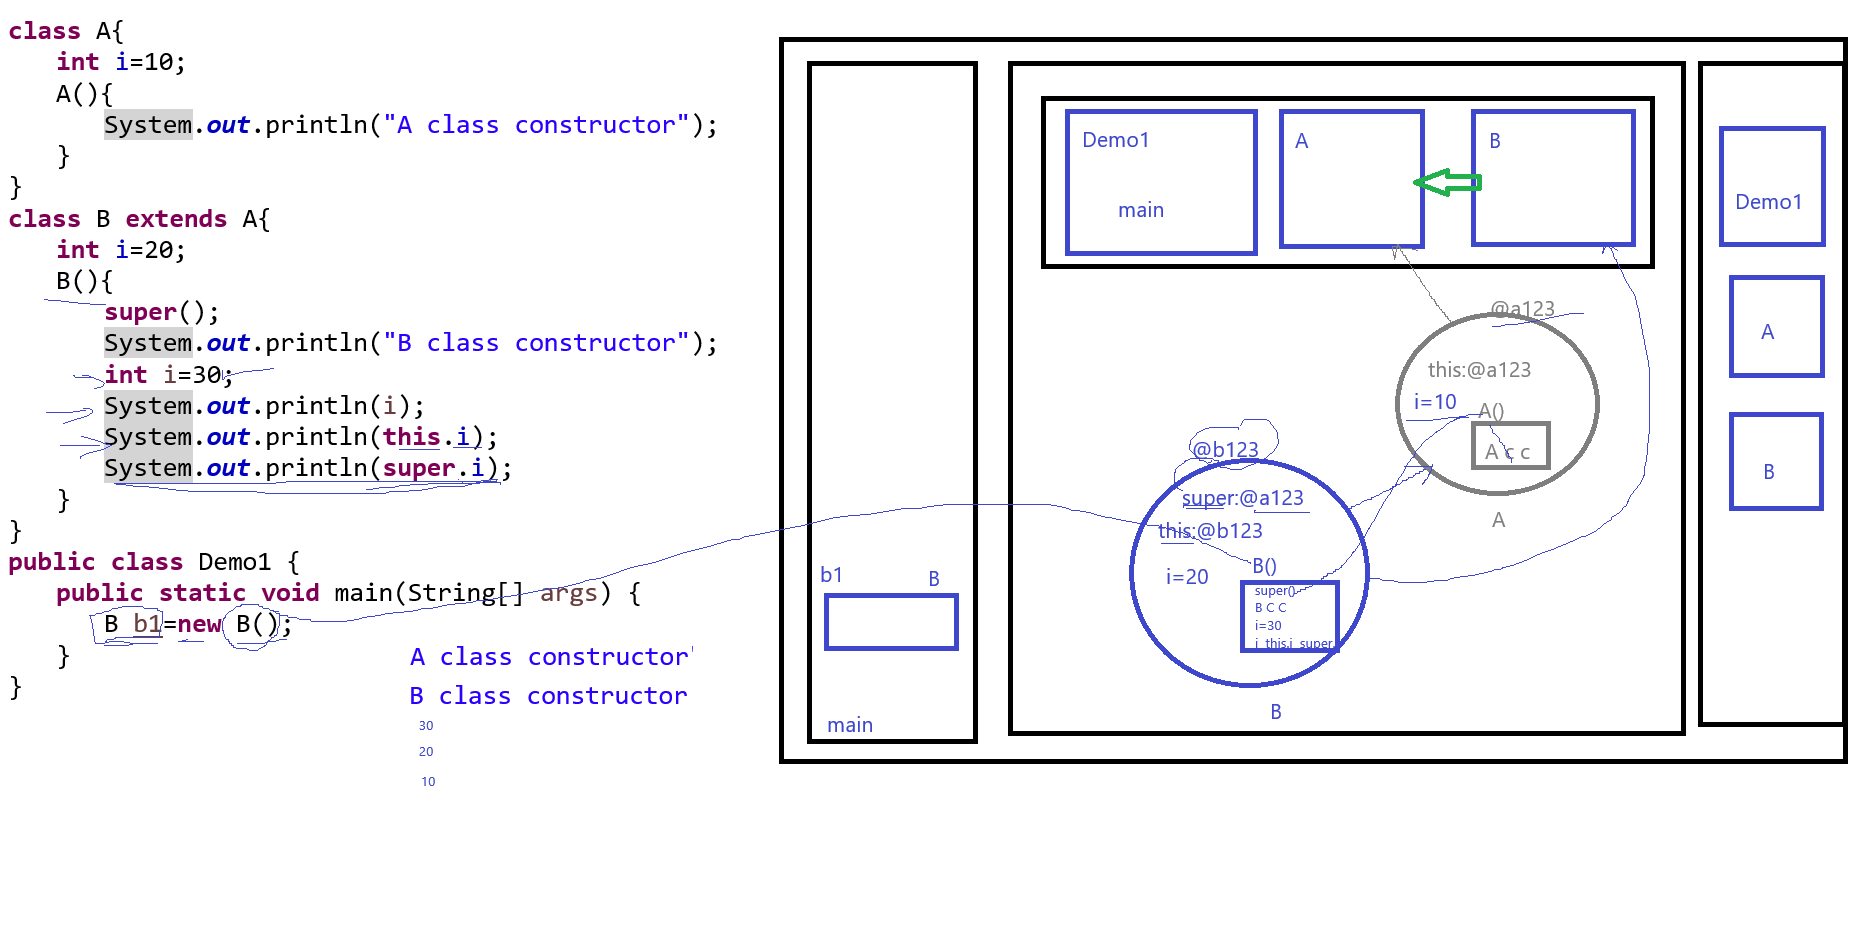 class A{
int i=10;
A(){
System.out.println("A class constructor");
}
}
class B extends A{
int i=20;
B(){
super();
System.out.println("B class constructor");
int i=30;
System.out.println(i);
System.out.println(this.i);
System.out.println(super.i);
}
}
public class Demo1 {
public static void main(String[] args) {
B b1=new B();
}
}
A class constructor'
B class constructor
30
20
10
b1 B
main
Demo1
main
A
B
@a123
this:@a123
i=10
A()
A c c
A
@b123
super:@a123
this:@b123
i=20
B()
super()
B C C
i=30
i this.i super.
B
Demo1
A
B